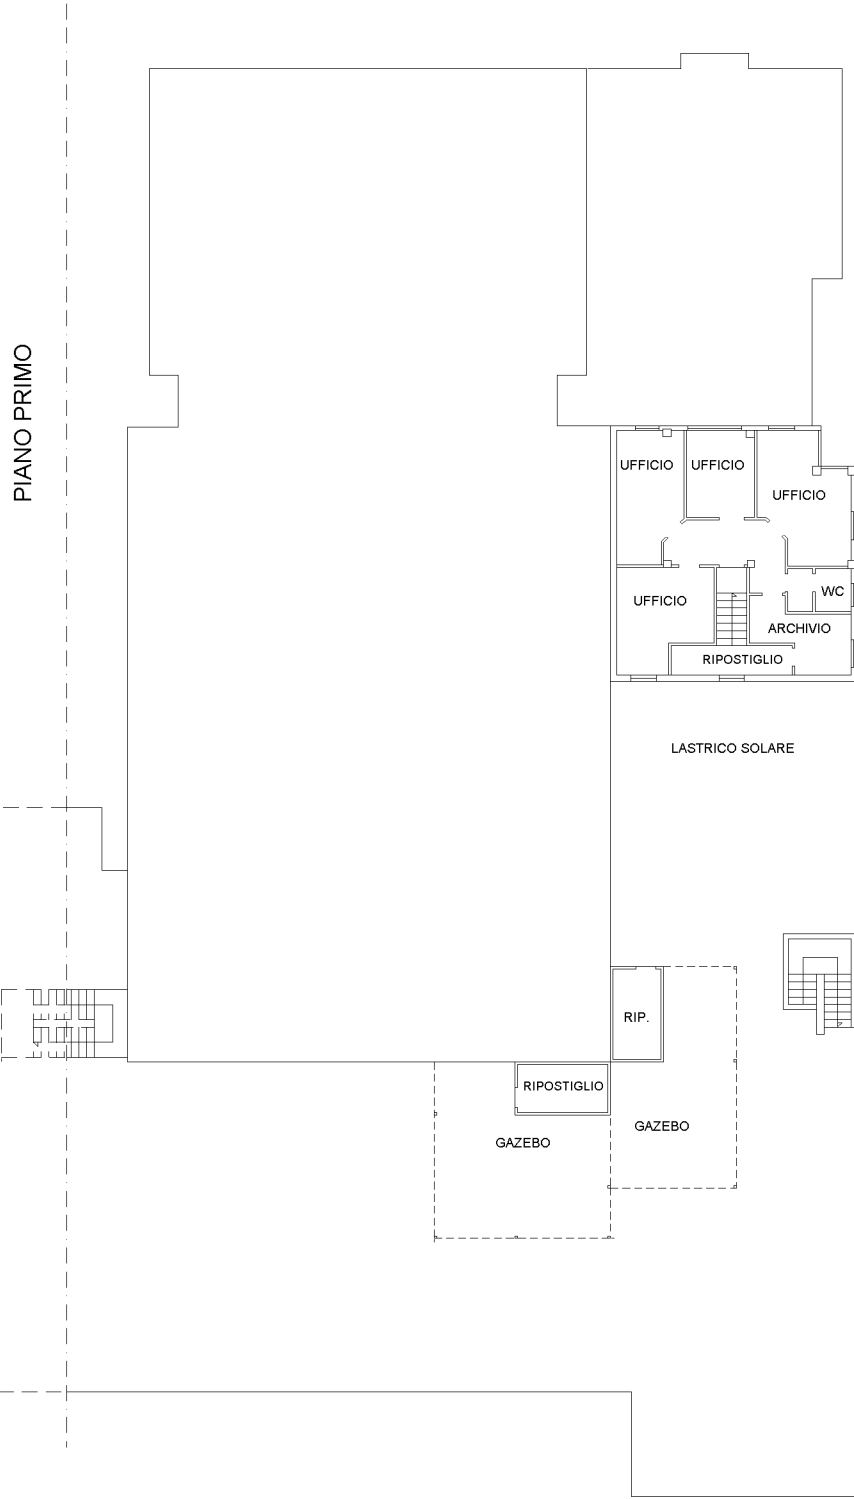 PIANO PRIMO
UFFICIO
UFFICIO
UFFICIO
UFFICIO
WC
ARCHIVIO
RIPOSTIGLIO
LASTRICO SOLARE
RIP.
RIPOSTIGLIO
GAZEBO
GAZEBO